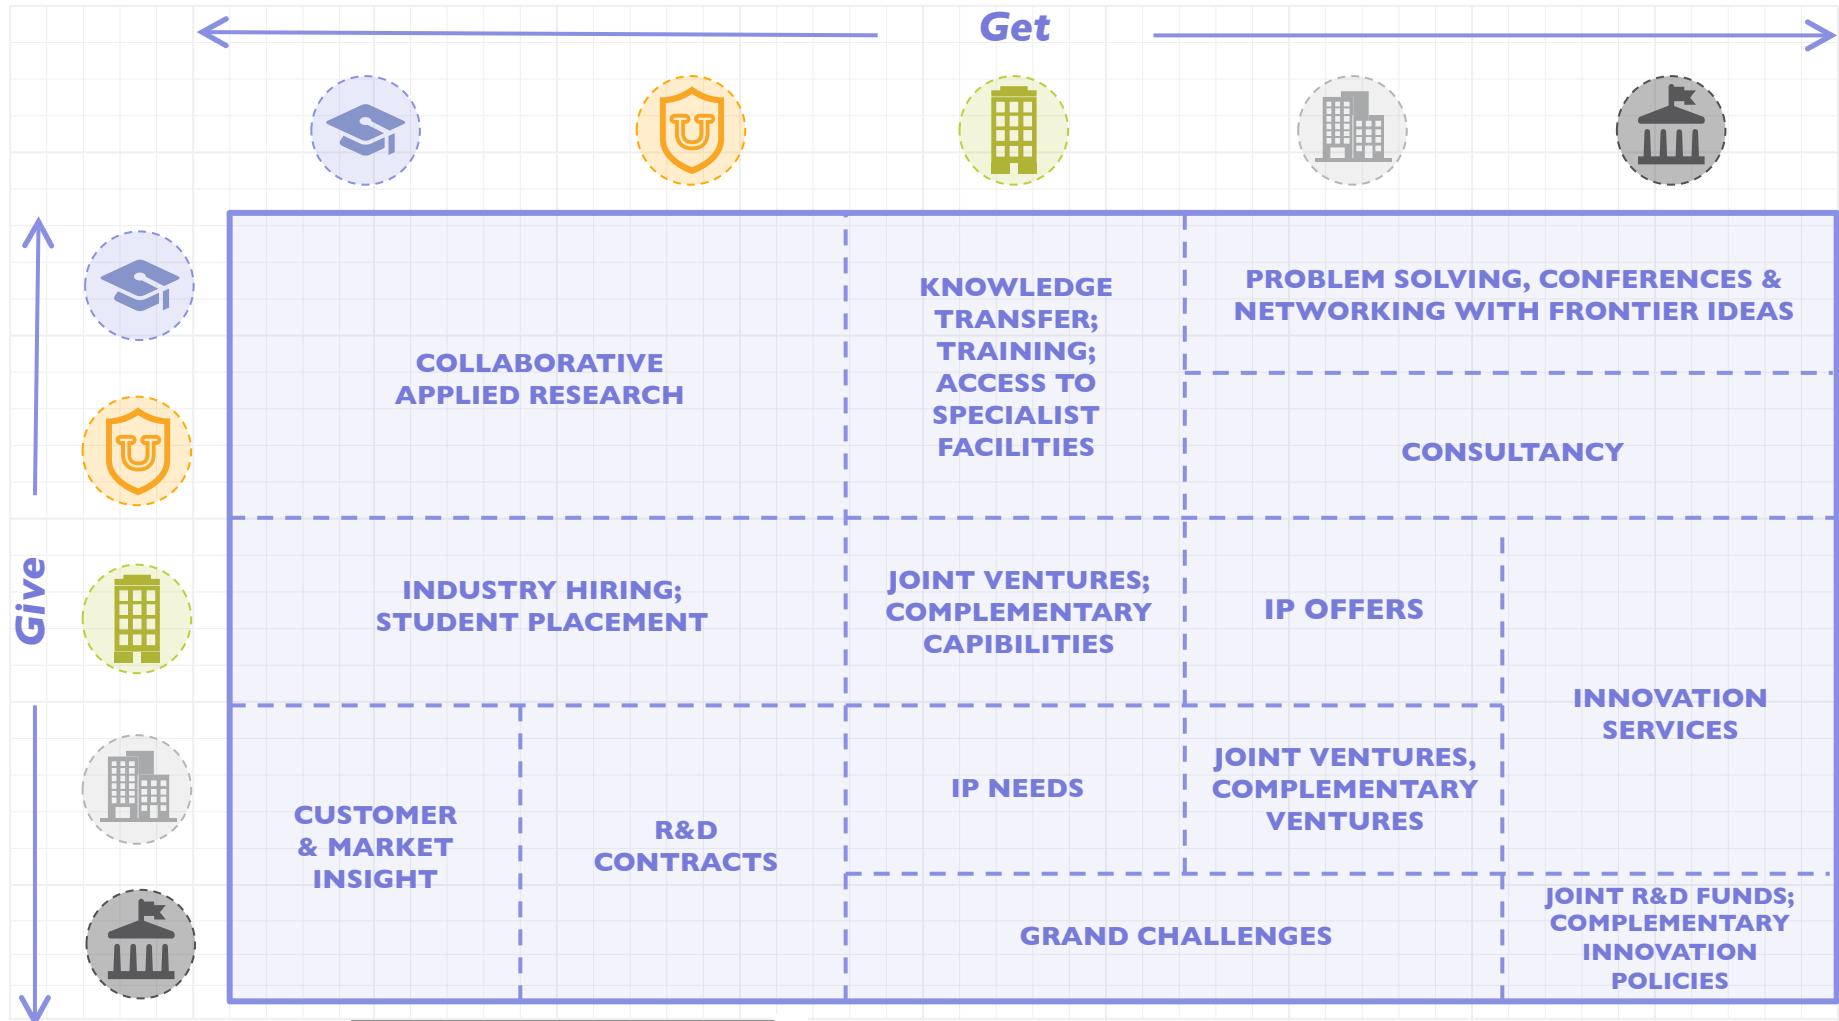 Get
U
KNOWLEDGE
TRANSFER;
TRAINING;
ACCESS TO
SPECIALIST
FACILITIES
PROBLEM SOLVING, CONFERENCES &
NETWORKING WITH FRONTIER IDEAS
COLLABORATIVE
APPLIED RESEARCH
CONSULTANCY
U
Give
INDUSTRY HIRING;
STUDENT PLACEMENT
JOINT VENTURES;
COMPLEMENTARY
CAPIBILITIES
IP OFFERS
INNOVATION
SERVICES
CUSTOMER
& MARKET
INSIGHT
R&D
CONTRACTS
IP NEEDS
JOINT VENTURES,
COMPLEMENTARY
VENTURES
GRAND CHALLENGES
JOINT R&D FUNDS;
COMPLEMENTARY
INNOVATION
POLICIES